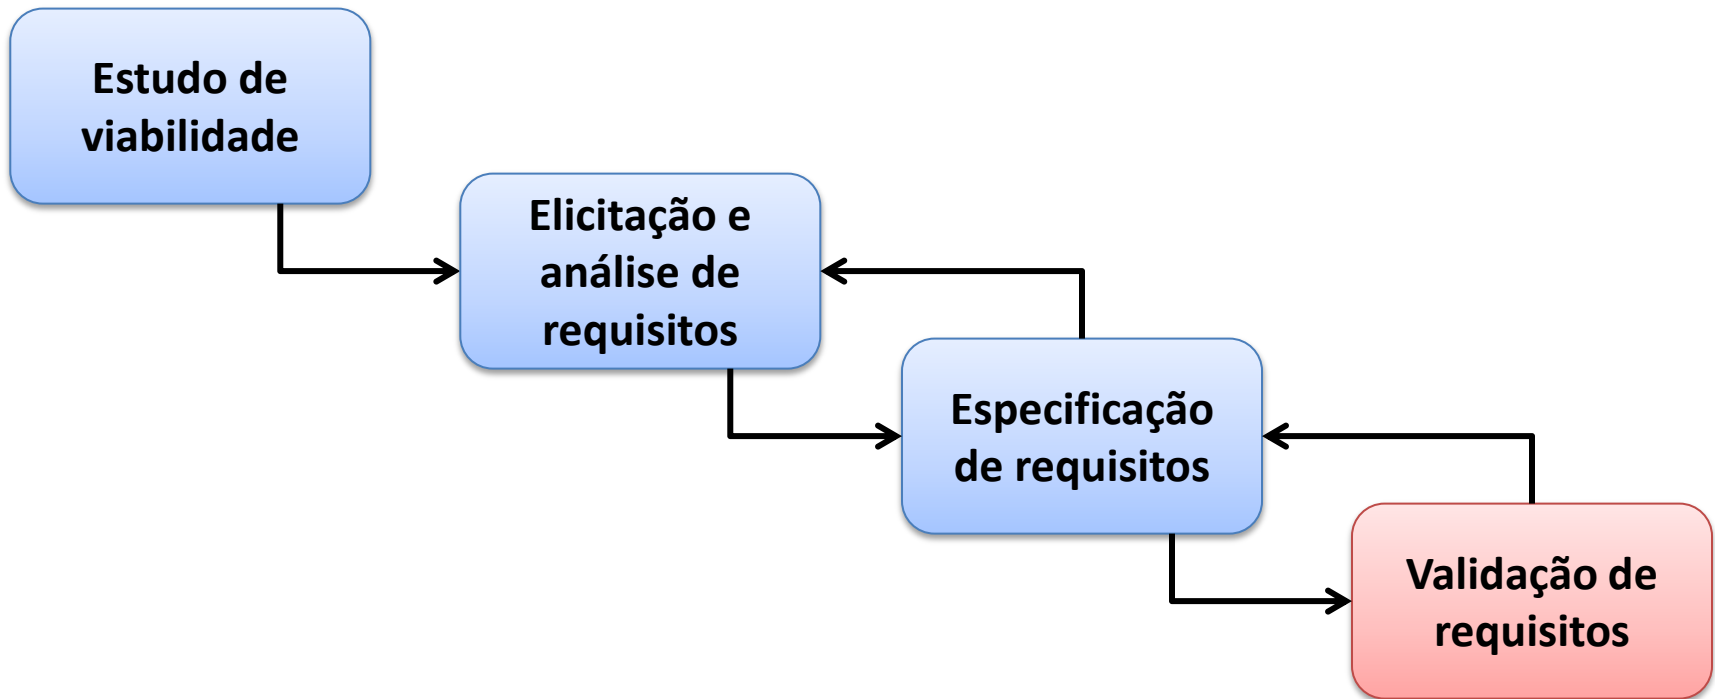 Estudo de
viabilidade
Elicitação e
análise de
requisitos
Especificação
de requisitos
Validação de
requisitos